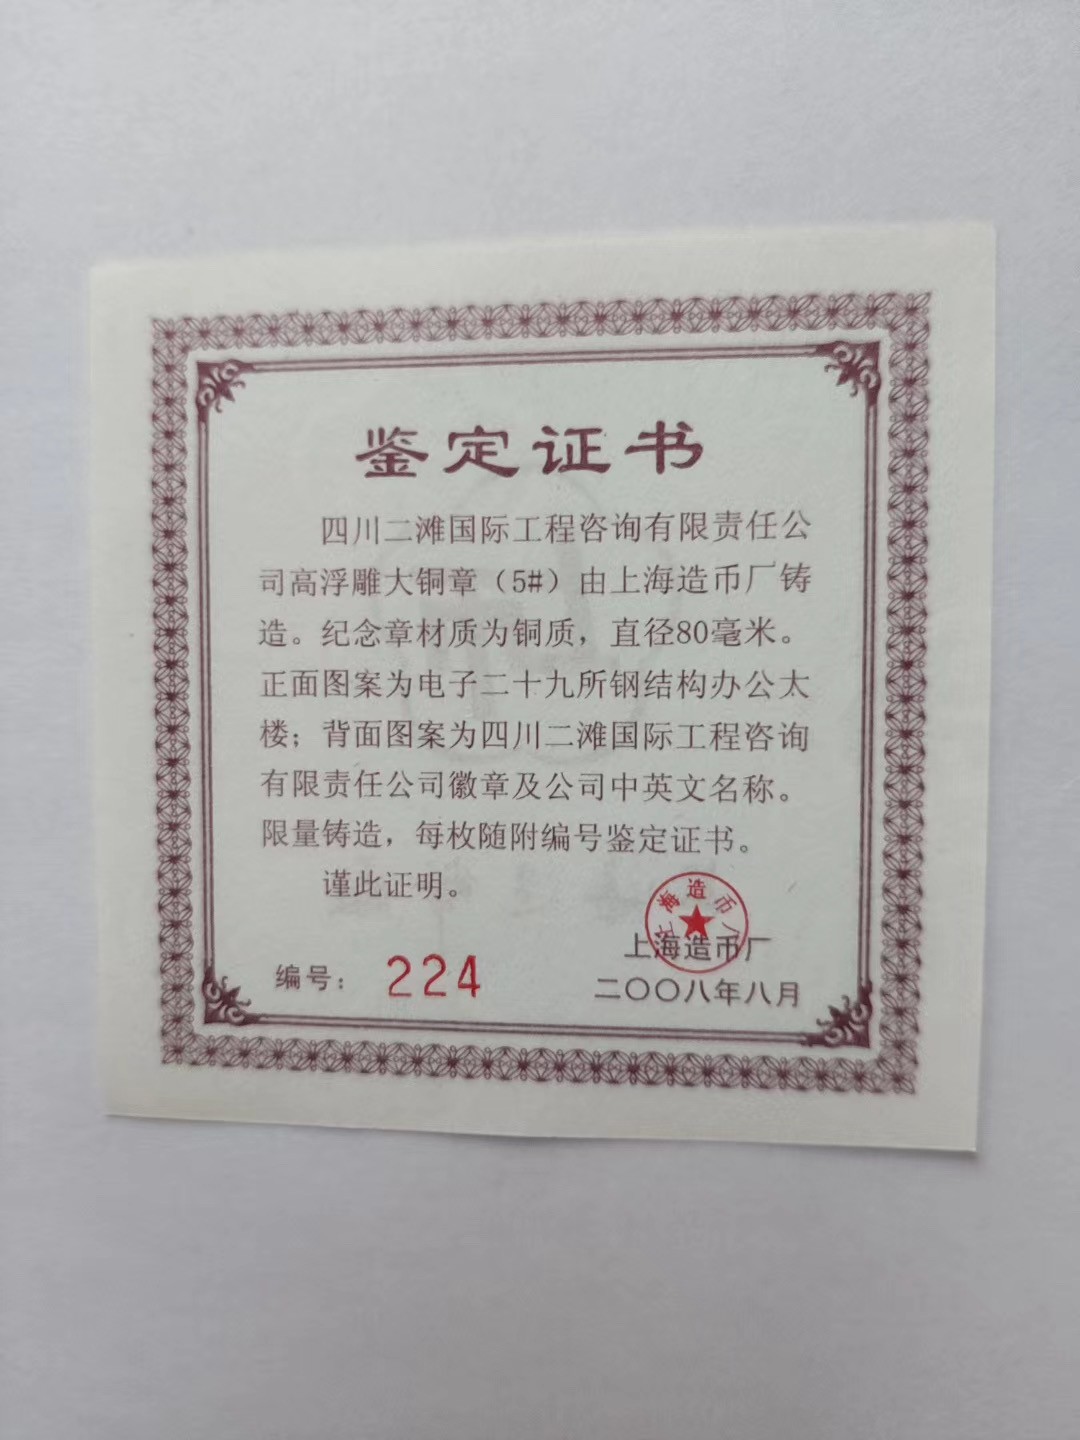 鉴定证书
四川二滩国际工程咨询有限责任公
司高浮雕大铜章（5#）由上海造币厂铸
造。纪念章材质为铜质，直径80毫米。
正面图案为电子二十九所钢结构办公太
楼；背面图案为四川二滩国际工程咨询
有限责任公司徽章及公司中英文名称。
限量铸造，每枚随附编号鉴定证书。
谨此证明。
上海造币厂
上海造币厂
编号：224
二〇〇八年八月